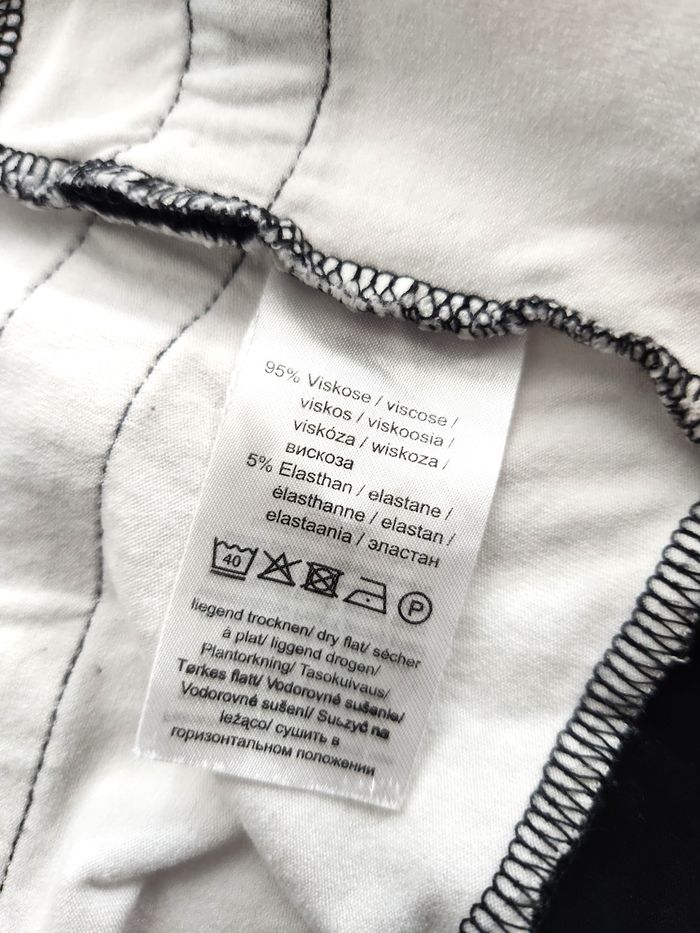 95% Viskose / viscose /
viskos / viskoosia /
viskóza / wiskoza /
вискоза
5% Elasthan / elastane /
élasthanne / elastan /
elastaania / эластан
40 P
liegend trocknen/ dry flat/ sécher
à plat/ liggend drogen/
Plantorkning/ Tasokuivaus/
Tørkes flatt/ Vodorovné sušenie/
Vodorovné sušení/ Suszyć na
leżąco/ сушить в
горизонтальном положении